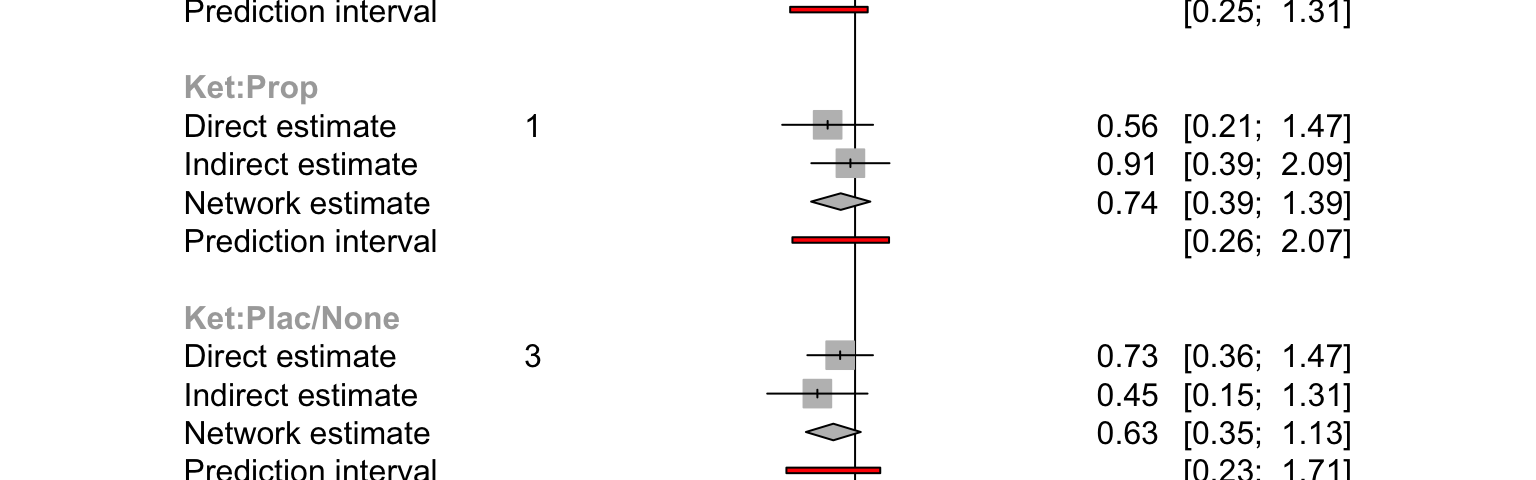 Prediction interval [0.25; 1.31]
Ket:Prop
Direct estimate 1 0.56 [0.21; 1.47]
Indirect estimate 0.91 [0.39; 2.09]
Network estimate 0.74 [0.39; 1.39]
Prediction interval [0.26; 2.07]
Ket:Plac/None
Direct estimate 3 0.73 [0.36; 1.47]
Indirect estimate 0.45 [0.15; 1.31]
Network estimate 0.63 [0.35; 1.13]
Prediction interval [0.23; 1.71]